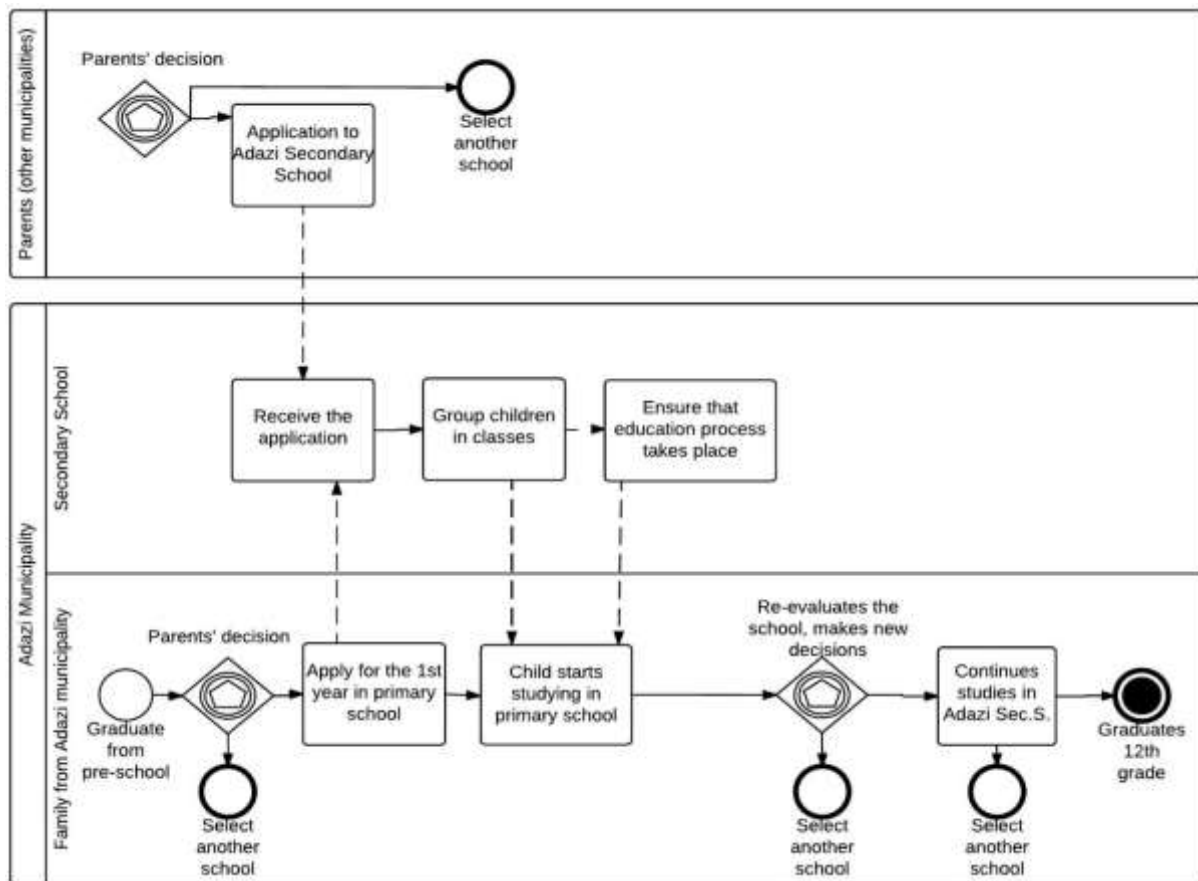 Parents (other municipalities)
Parents' decision
Application to
Adazi Secondary
School
Select
another
school
Adazi Municipality
Secondary School
Receive the
application
Group children
in classes
Ensure that
education process
takes place
Family from Adazi municipality
Graduate
from
pre-school
Parents' decision
Select
another
school
Apply for the 1st
year in primary
school
Child starts
studying in
primary school
Re-evaluates the
school, makes new
decisions
Select
another
school
Continues
studies in
Adazi Sec.S.
Select
another
school
Graduates
12th
grade